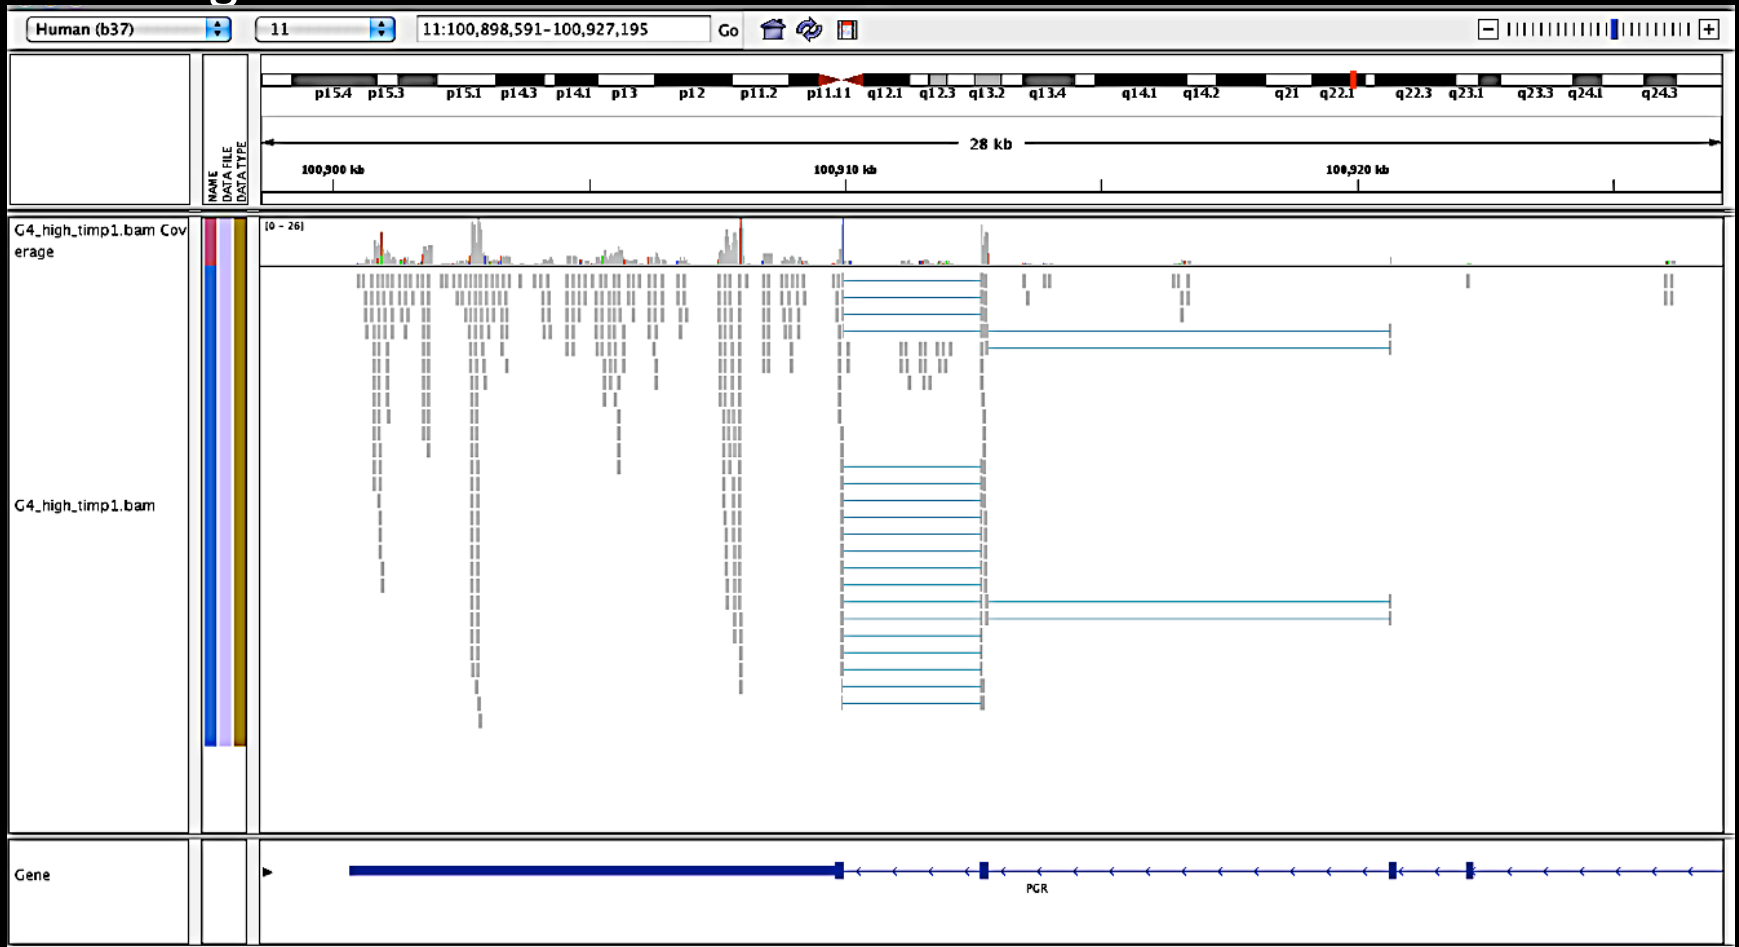 Human (b37) 11 11:100,898,591-100,927,195 Go
p15.4 p15.3 p15.1 p14.3 p14.1 p13 p12 p11.2 p11.11 q12.1 q12.3 q13.2 q13.4 q14.1 q14.2 q21 q22.1 q22.3 q23.1 q23.3 q24.1 q24.3
28 kb
100,900 kb 100,910 kb 100,920 kb
NAME
DATA FILE
DATA TYPE
G4_high_timp1.bam Cov
erage
[0 - 26]
G4_high_timp1.bam
Gene
PGR